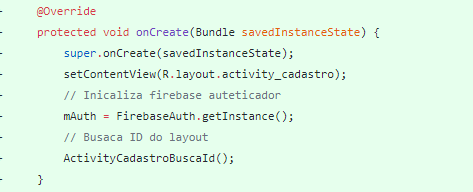 - @Override
- protected void onCreate(Bundle savedInstanceState) {
- super.onCreate(savedInstanceState);
- setContentView(R.layout.activity_cadastro);
- // Inicaliza firebase auteticador
- mAuth = FirebaseAuth.getInstance();
- // Busaca ID do layout
- ActivityCadastroBuscaId();
- }